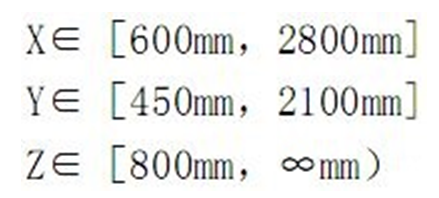 X∈ [600mm, 2800mm]
Y∈ [450mm, 2100mm]
Z∈ [800mm, ∞mm)